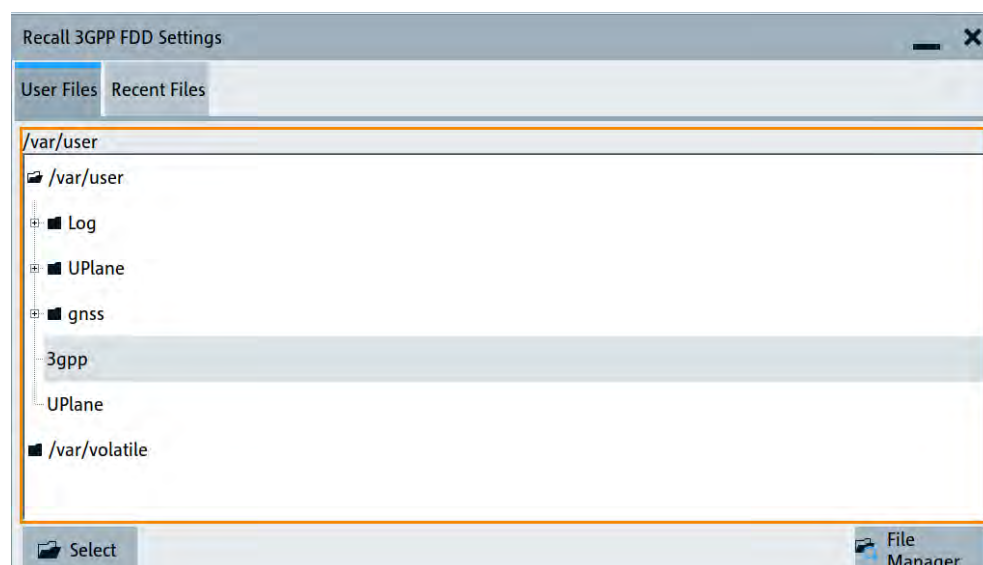 Recall 3GPP FDD Settings
User Files Recent Files
/var/user
/var/user
Log
UPlane
gnss
3gpp
UPlane
/var/volatile
Select
File
Manager